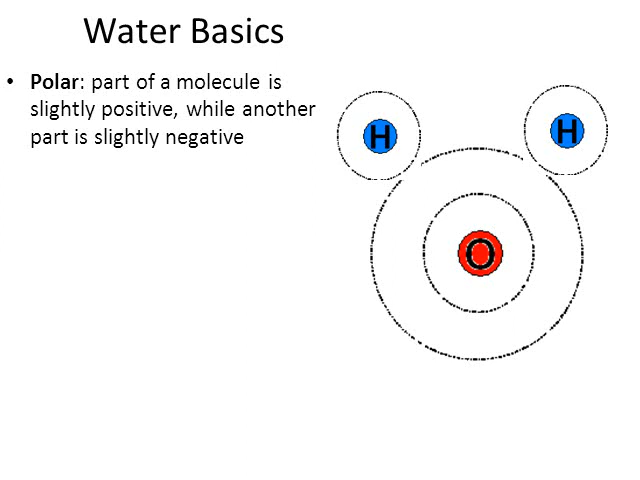 Water Basics
• Polar: part of a molecule is
slightly positive, while another
part is slightly negative
H
H
O